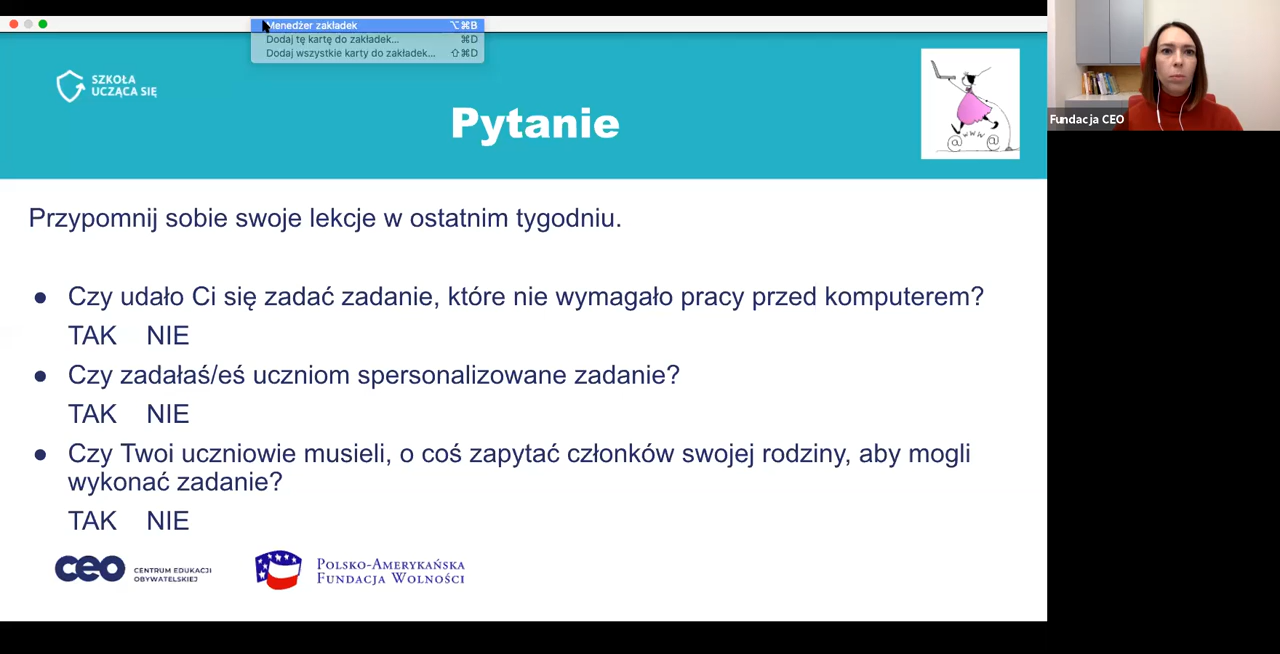 Menedżer zakładek ⌥⌘B
Dodaj tę kartę do zakładek... ⌘D
Dodaj wszystkie karty do zakładek... ⇧⌘D
SZKOŁA
UCZĄCA SIĘ
Pytanie
@ www @
Fundacja CEO
Przypomnij sobie swoje lekcje w ostatnim tygodniu.
● Czy udało Ci się zadać zadanie, które nie wymagało pracy przed komputerem?
TAK NIE
● Czy zadałaś/eś uczniom spersonalizowane zadanie?
TAK NIE
● Czy Twoi uczniowie musieli, o coś zapytać członków swojej rodziny, aby mogli
wykonać zadanie?
TAK NIE
ceo CENTRUM EDUKACJI
OBYWATELSKIEJ
POLSKO-AMERYKAŃSKA
FUNDACJA WOLNOŚCI